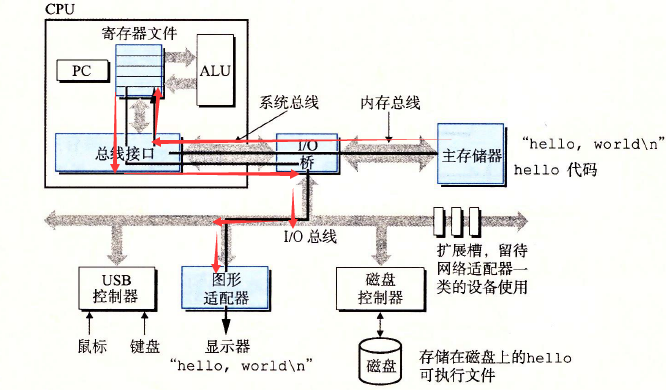 CPU
寄存器文件
PC
ALU
系统总线
内存总线
总线接口
I/O
桥
主存储器
“hello, world\n”
hello 代码
I/O 总线
扩展槽，留待
网络适配器一
类的设备使用
USB
控制器
图形
适配器
磁盘
控制器
鼠标
键盘
显示器
“hello, world\n”
磁盘
存储在磁盘上的hello
可执行文件